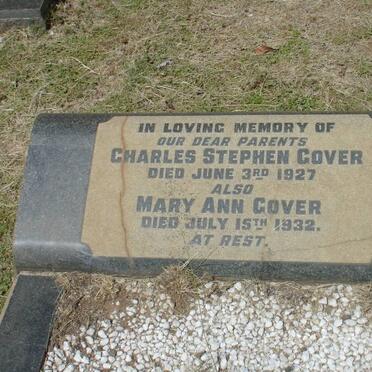 IN LOVING MEMORY OF
OUR DEAR PARENTS
CHARLES STEPHEN COVER
DIED JUNE 3RD 1927
ALSO
MARY ANN COVER
DIED JULY 15TH 1932.
AT REST.